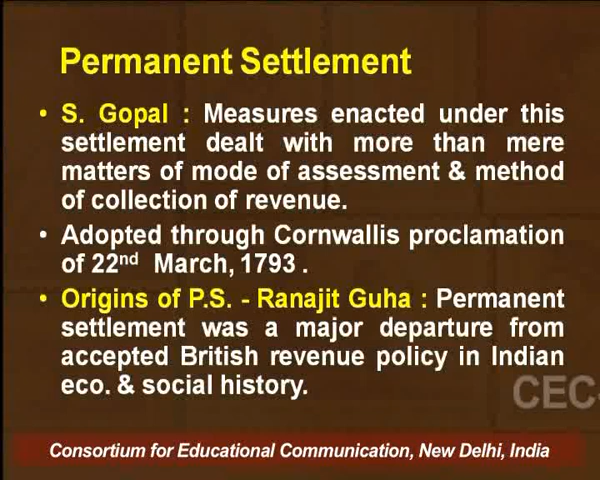 Permanent Settlement
• S. Gopal : Measures enacted under this
settlement dealt with more than mere
matters of mode of assessment & method
of collection of revenue.
• Adopted through Cornwallis proclamation
of 22nd March, 1793 .
• Origins of P.S. - Ranajit Guha : Permanent
settlement was a major departure from
accepted British revenue policy in Indian
eco. & social history.
CEC-
Consortium for Educational Communication, New Delhi, India